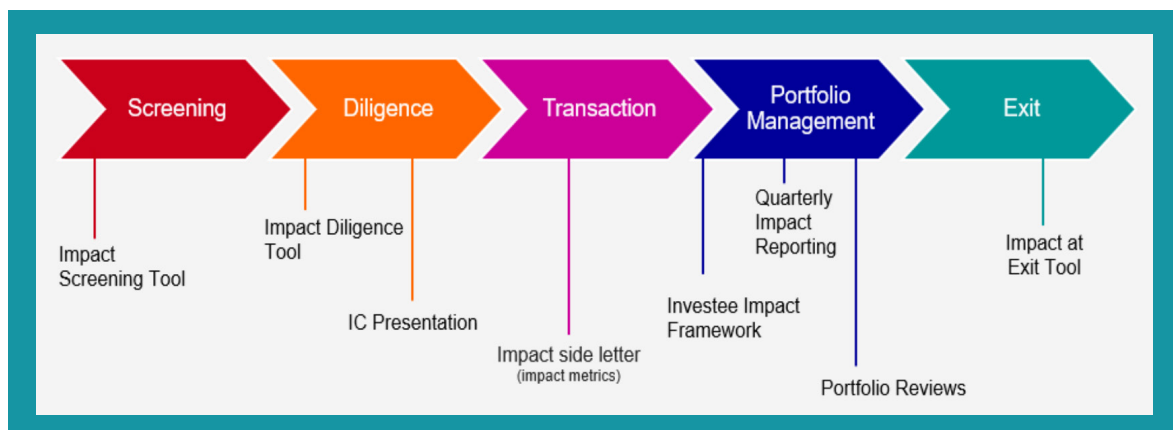 Screening
Diligence
Transaction
Portfolio
Management
Exit
Impact
Screening Tool
Impact Diligence
Tool
IC Presentation
Impact side letter
(impact metrics)
Investee Impact
Framework
Quarterly
Impact
Reporting
Portfolio Reviews
Impact at
Exit Tool